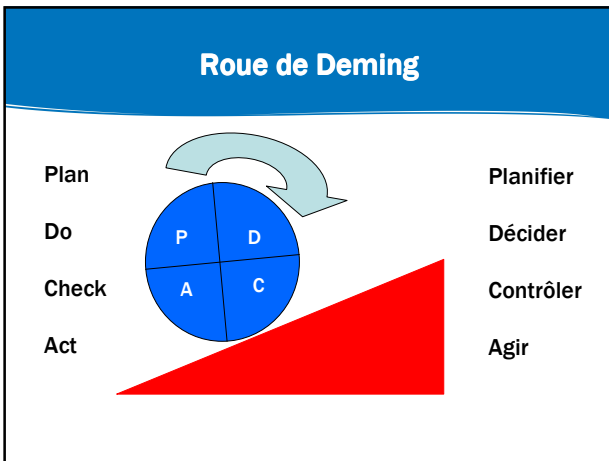 Roue de Deming
Plan
Do
Check
Act
P D
A C
Planifier
Décider
Contrôler
Agir